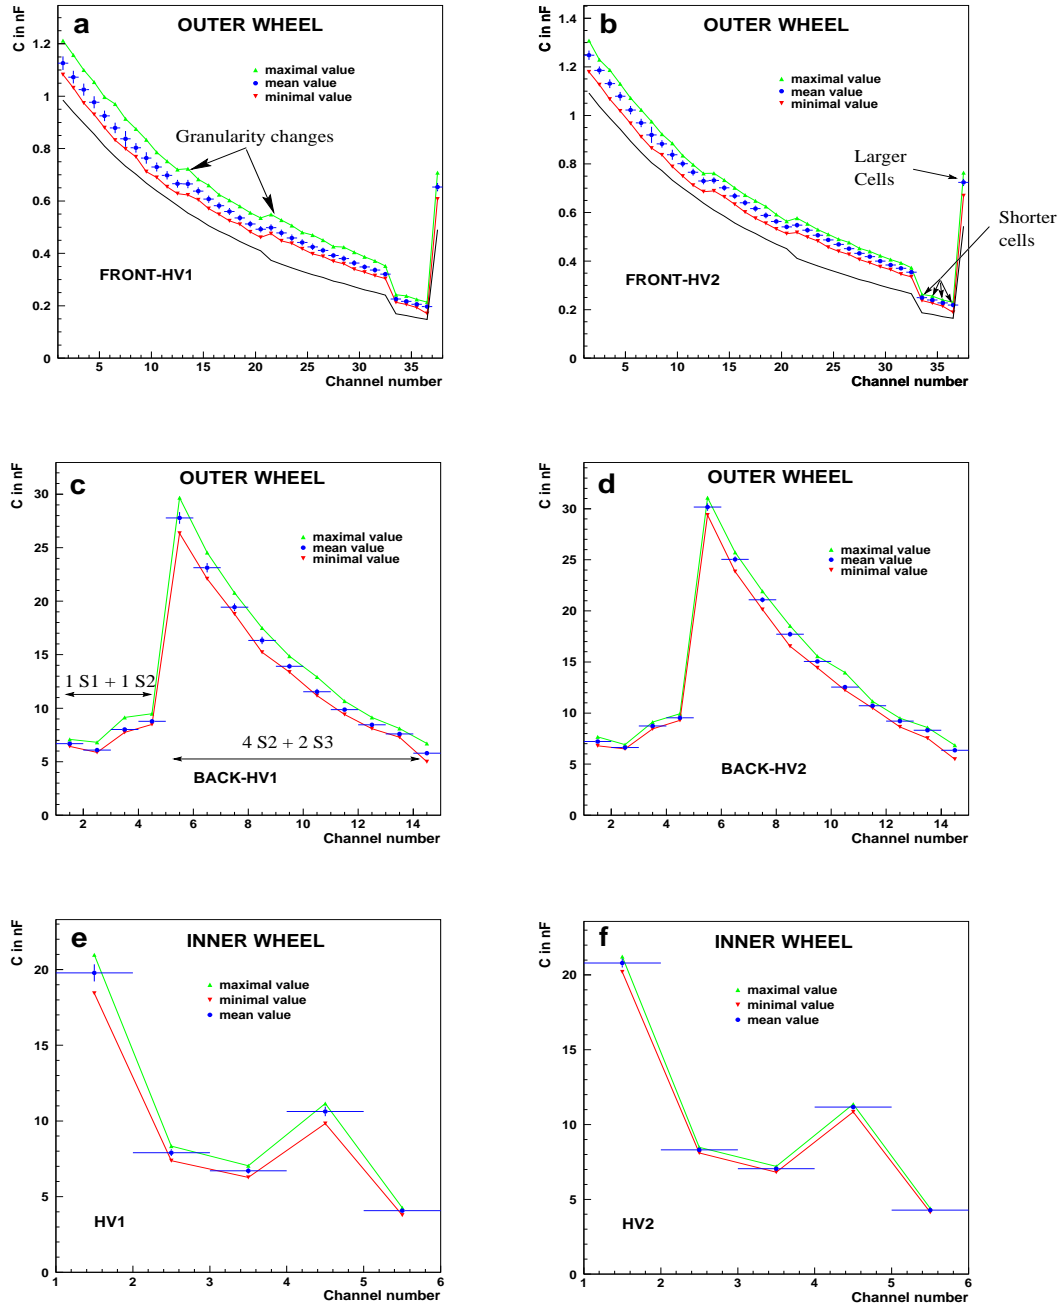 a
OUTER WHEEL
C in nF
maximal value
mean value
minimal value
Granularity changes
FRONT-HV1
0
0.2
0.4
0.6
0.8
1
1.2
5
10
15
20
25
30
35
Channel number
b
OUTER WHEEL
C in nF
maximal value
mean value
minimal value
Larger
Cells
Shorter
cells
FRONT-HV2
0
0.2
0.4
0.6
0.8
1
1.2
1.4
5
10
15
20
25
30
35
Channel number
c
OUTER WHEEL
C in nF
maximal value
mean value
minimal value
1 S1 + 1 S2
4 S2 + 2 S3
BACK-HV1
0
5
10
15
20
25
30
2
4
6
8
10
12
14
Channel number
d
OUTER WHEEL
C in nF
maximal value
mean value
minimal value
BACK-HV2
0
5
10
15
20
25
30
2
4
6
8
10
12
14
Channel number
e
INNER WHEEL
C in nF
maximal value
minimal value
mean value
HV1
0
5
10
15
20
1
2
3
4
5
6
Channel number
f
INNER WHEEL
C in nF
maximal value
minimal value
mean value
HV2
0
5
10
15
20
1
2
3
4
5
6
Channel number